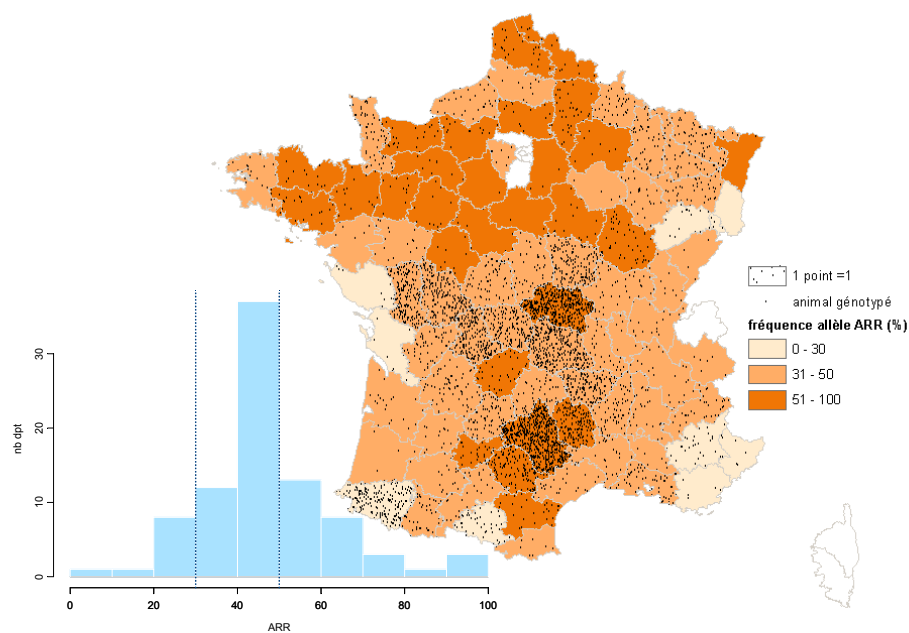 1 point =1
animal génotypé
fréquence allèle ARR (%)
0 - 30
31 - 50
51 - 100
nb dpt
30
20
10
0
0 20 40 60 80 100
ARR